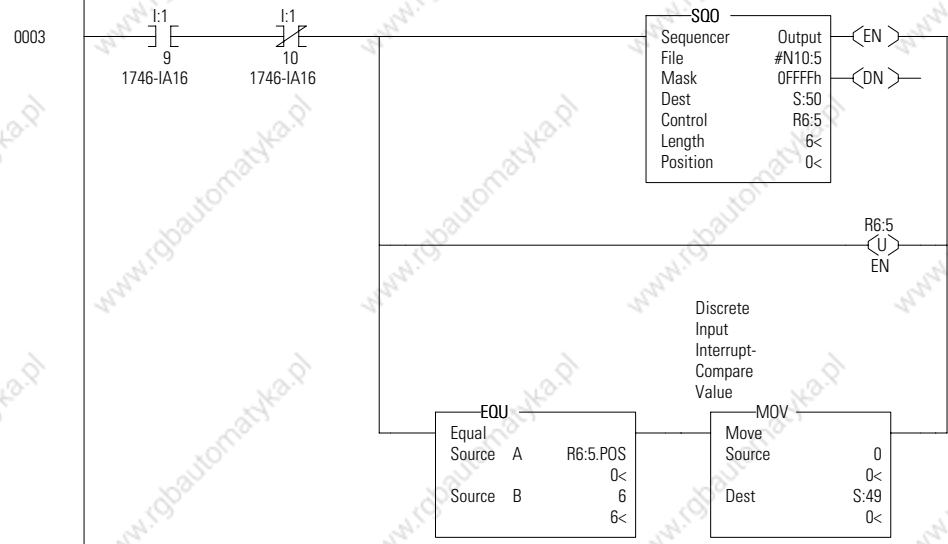 I:1
I:1
0003
9
10
1746-IA16
1746-IA16
SQO
Sequencer Output
File #N10:5
Mask 0FFFFh
Dest S:50
Control R6:5
Length 6<
Position 0<
EN
DN
R6:5
U
EN
Discrete
Input
Interrupt-
Compare
Value
EQU
Equal
Source A R6:5.POS
0<
Source B 6
6<
MOV
Move
Source 0
0<
Dest S:49
0<
www.rgbautomatyka.pl